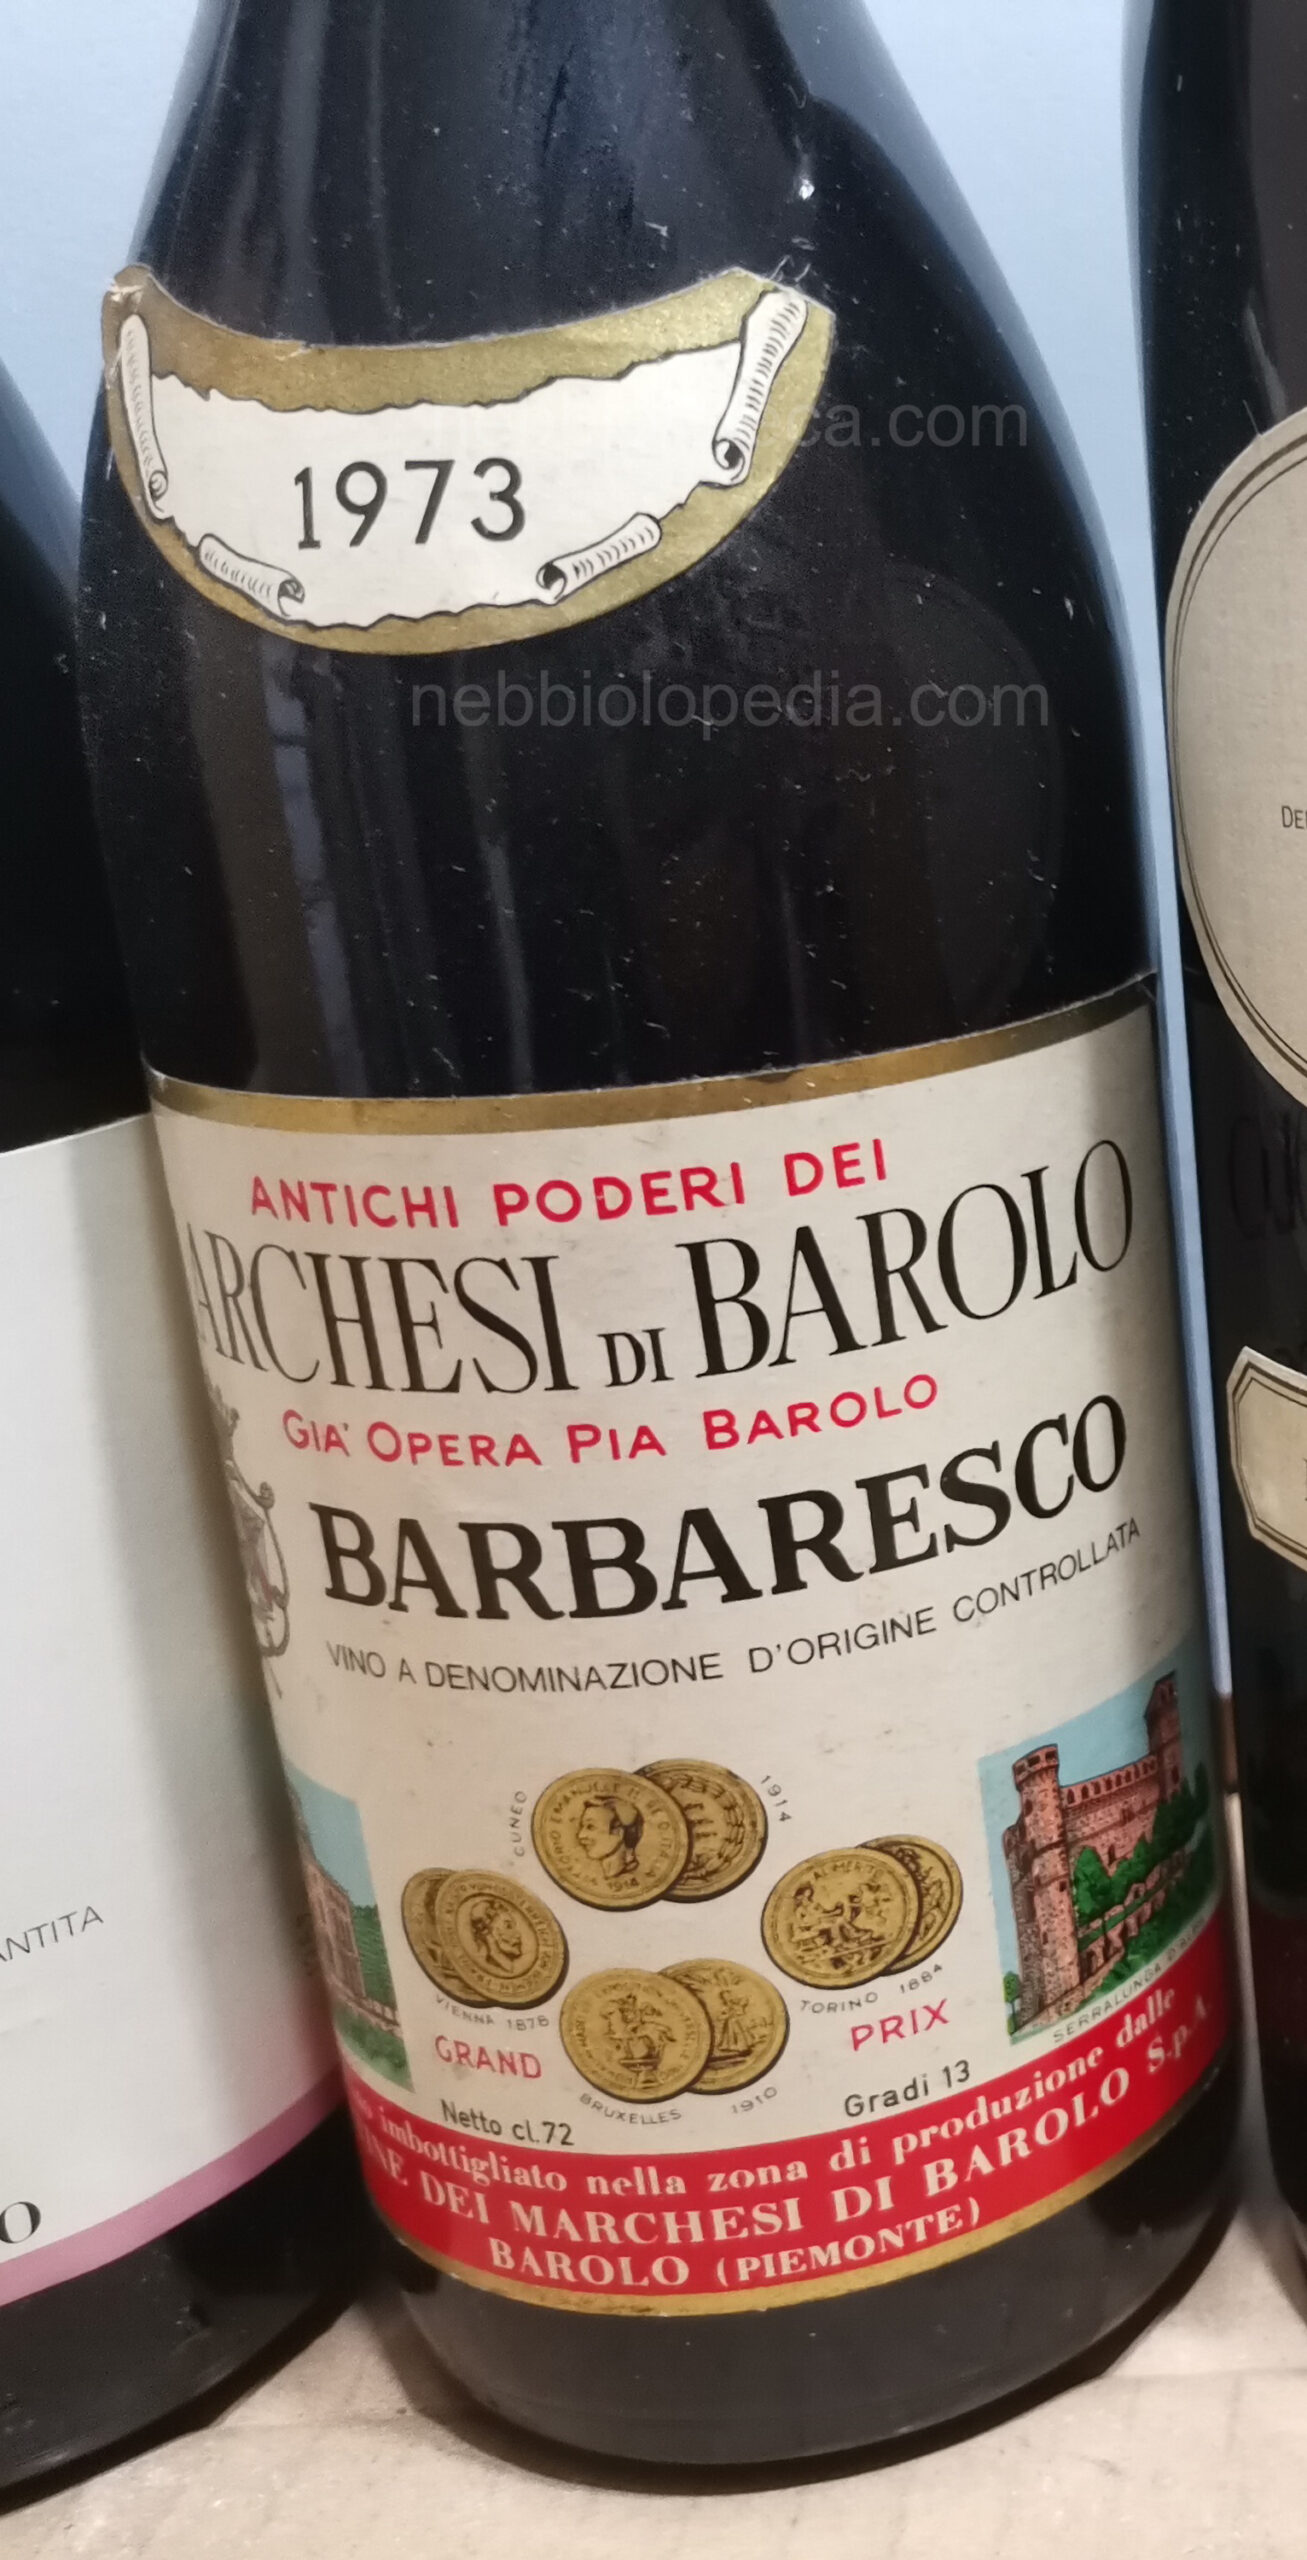 1973
nebbiolopedia.com
ANTICHI PODERI DEI
ARCHESI DI BAROLO
GIA' OPERA PIA BAROLO
BARBARESCO
VINO A DENOMINAZIONE D'ORIGINE CONTROLLATA
CUNEO 1914
VIENNA 1878
TORINO 1884
GRAND PRIX
BRUXELLES 1910
SERRALUNGA D'
Netto cl.72
Gradi 13
imbottigliato nella zona di produzione dalle
NE DEI MARCHESI DI BAROLO S.p.A.
BAROLO (PIEMONTE)
ANTITA
O